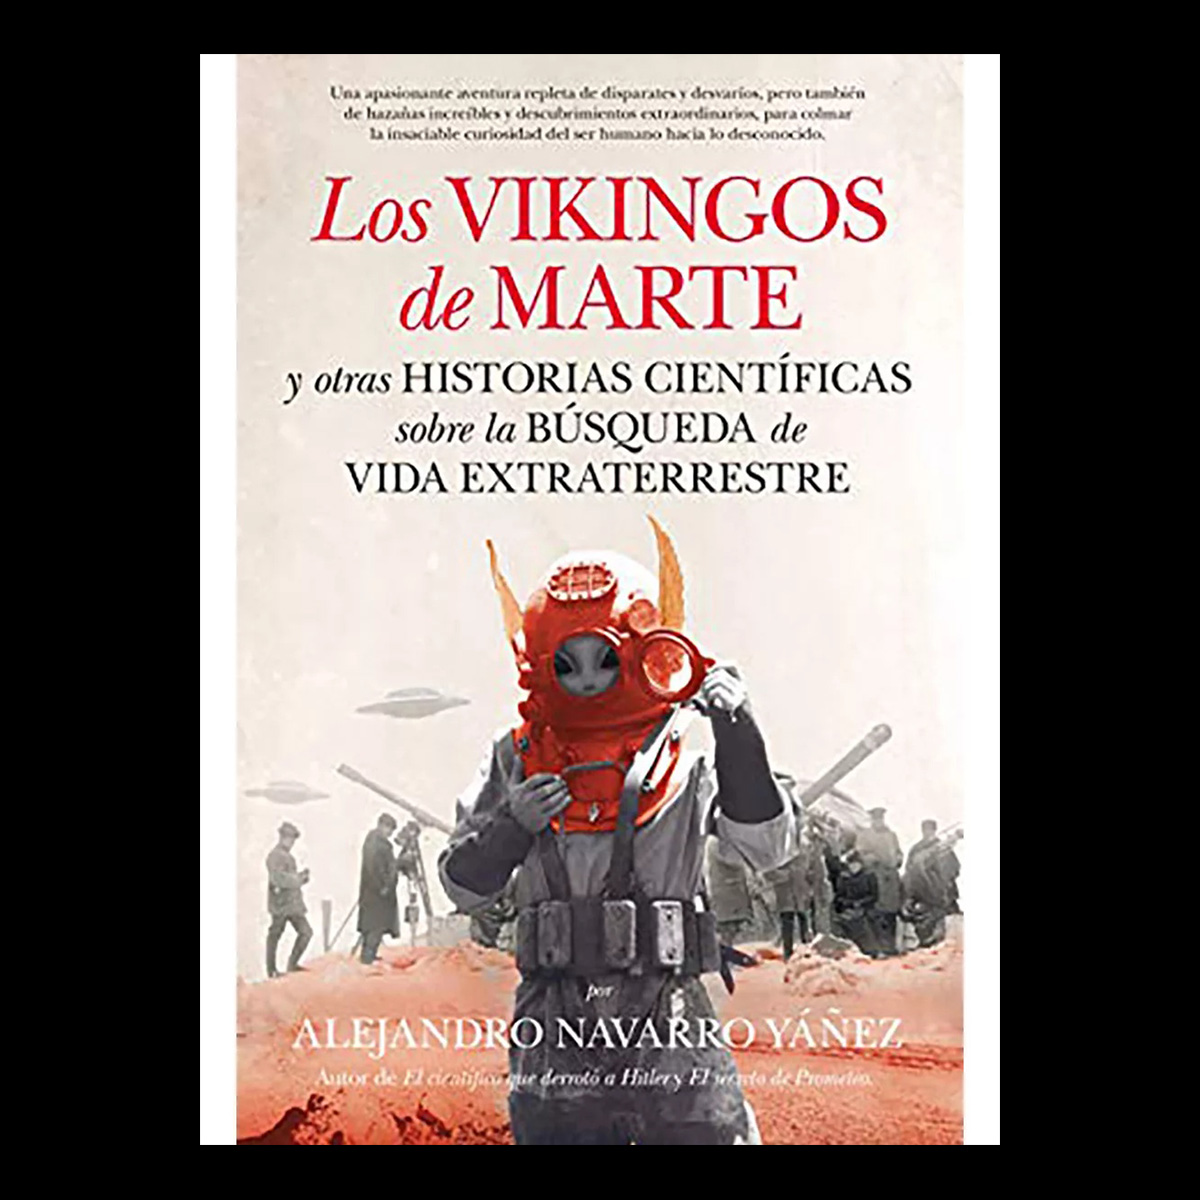 Una apasionante aventura repleta de disparates y desvaríos, pero también
de hazañas increíbles y descubrimientos extraordinarios, para colmar
la insaciable curiosidad del ser humano hacia lo desconocido.
Los VIKINGOS
de MARTE
y otras HISTORIAS CIENTÍFICAS
sobre la BÚSQUEDA de
VIDA EXTRATERRESTRE
por
ALEJANDRO NAVARRO YÁÑEZ
Autor de El científico que derrotó a Hitler y El secreto de Prometeo.